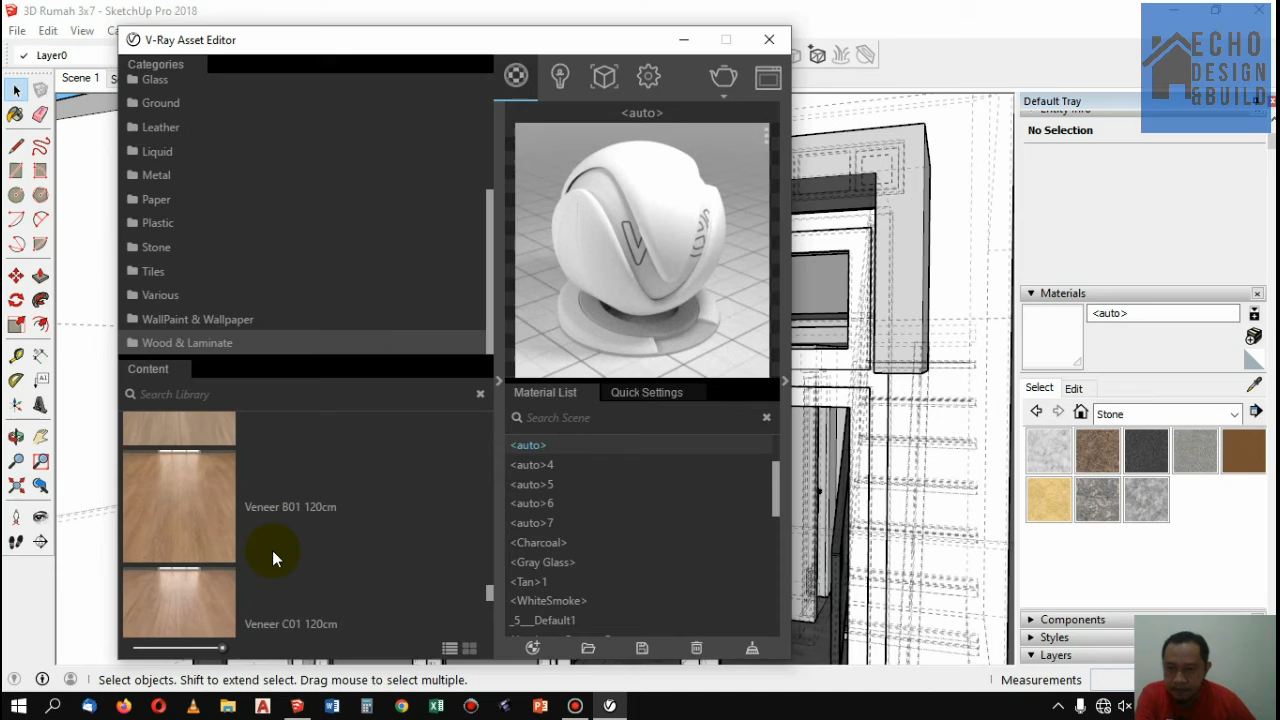 3D Rumah 3x7 - SketchUp Pro 2018
File Edit View
Layer0
Scene 1
V-Ray Asset Editor
Categories
Glass
Ground
Leather
Liquid
Metal
Paper
Plastic
Stone
Tiles
Various
WallPaint & Wallpaper
Wood & Laminate
Content
Search Library
Veneer B01 120cm
Veneer C01 120cm
<auto>
Material List Quick Settings
Search Scene
<auto>
<auto>4
<auto>5
<auto>6
<auto>7
<Charcoal>
<Gray Glass>
<Tan>1
<WhiteSmoke>
_5__Default1
ECHO
DESIGN
&BUILD
Default Tray
No Selection
Materials
<auto>
Select Edit
Stone
Components
Styles
Layers
Select objects. Shift to extend select. Drag mouse to select multiple.
Measurements